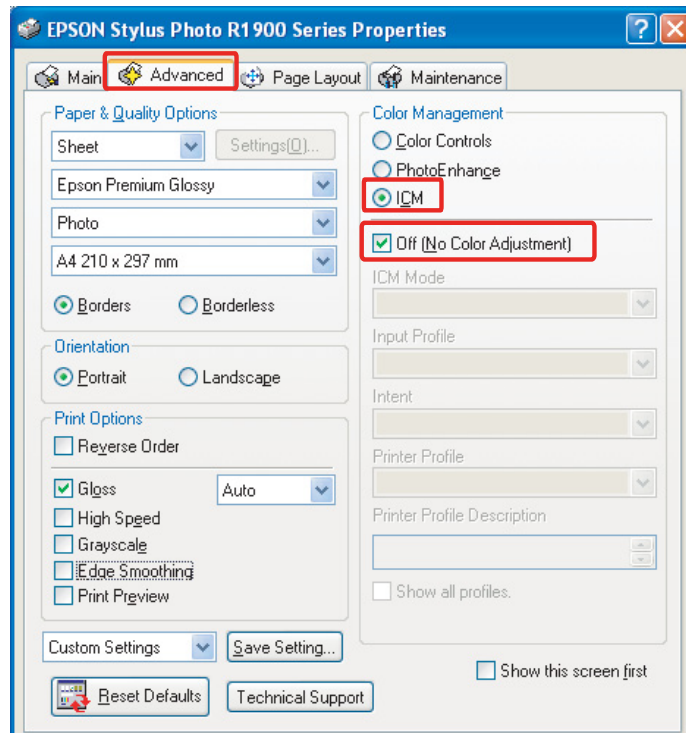 EPSON Stylus Photo R1900 Series Properties
Main
Advanced
Page Layout
Maintenance
Paper & Quality Options
Sheet
Settings(O)...
Epson Premium Glossy
Photo
A4 210 x 297 mm
Borders
Borderless
Orientation
Portrait
Landscape
Print Options
Reverse Order
Gloss
Auto
High Speed
Grayscale
Edge Smoothing
Print Preview
Custom Settings
Save Setting...
Reset Defaults
Technical Support
Color Management
Color Controls
PhotoEnhance
ICM
Off (No Color Adjustment)
ICM Mode
Input Profile
Intent
Printer Profile
Printer Profile Description
Show all profiles.
Show this screen first